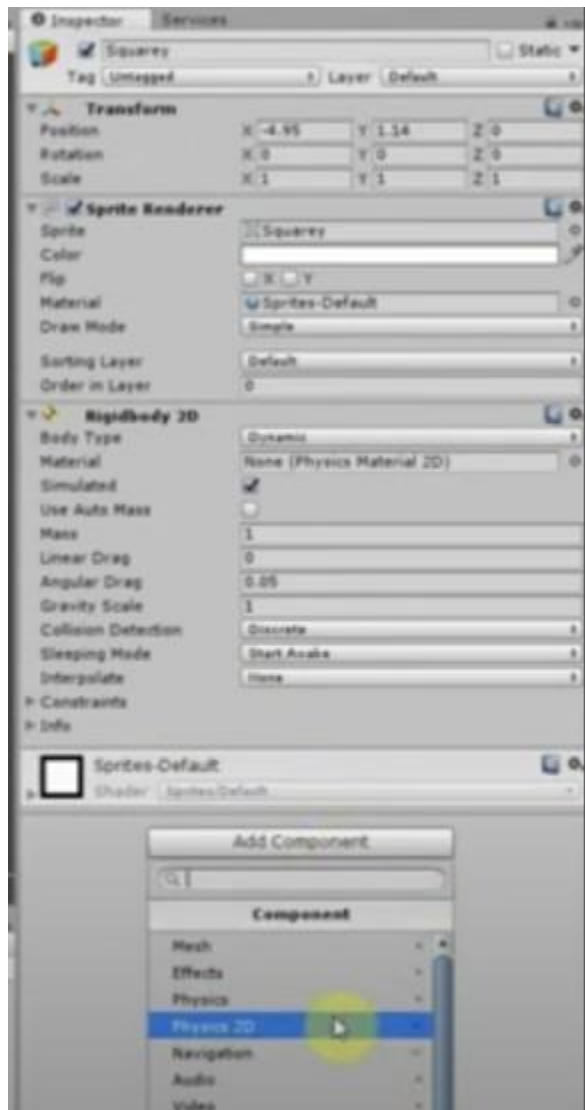 Inspector Services
Squarey Static
Tag Untagged Layer Default
Transform
Position X -4.95 Y 1.14 Z 0
Rotation X 0 Y 0 Z 0
Scale X 1 Y 1 Z 1
Sprite Renderer
Sprite Squarey
Color
Flip X Y
Material Sprites-Default
Draw Mode Simple
Sorting Layer Default
Order in Layer 0
Rigidbody 2D
Body Type Dynamic
Material None (Physics Material 2D)
Simulated
Use Auto Mass
Mass 1
Linear Drag 0
Angular Drag 0.05
Gravity Scale 1
Collision Detection Discrete
Sleeping Mode Start Awake
Interpolate None
Constraints
Info
Sprites-Default
Shader Sprites/Default
Add Component
Component
Mesh
Effects
Physics
Physics 2D
Navigation
Audio
Video